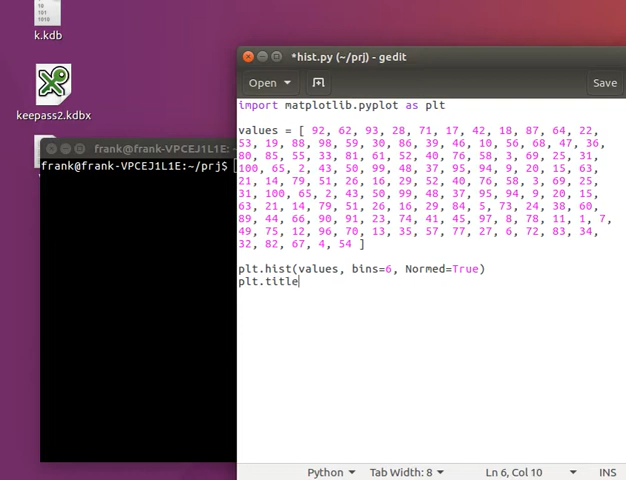 k.kdb
keepass2.kdbx
frank@frank-VPCEJ1L1E: ~/prj
frank@frank-VPCEJ1L1E:~/prj$
*hist.py (~/prj) - gedit
Open
Save
import matplotlib.pyplot as plt
values = [ 92, 62, 93, 28, 71, 17, 42, 18, 87, 64, 22,
53, 19, 88, 98, 59, 30, 86, 39, 46, 10, 56, 68, 47, 36,
80, 85, 55, 33, 81, 61, 52, 40, 76, 58, 3, 69, 25, 31,
100, 65, 2, 43, 50, 99, 48, 37, 95, 94, 9, 20, 15, 63,
21, 14, 79, 51, 26, 16, 29, 52, 40, 76, 58, 3, 69, 25,
31, 100, 65, 2, 43, 50, 99, 48, 37, 95, 94, 9, 20, 15,
63, 21, 14, 79, 51, 26, 16, 29, 84, 5, 73, 24, 38, 60,
89, 44, 66, 90, 91, 23, 74, 41, 45, 97, 8, 78, 11, 1, 7,
49, 75, 12, 96, 70, 13, 35, 57, 77, 27, 6, 72, 83, 34,
32, 82, 67, 4, 54 ]
plt.hist(values, bins=6, Normed=True)
plt.title
Python
Tab Width: 8
Ln 6, Col 10
INS